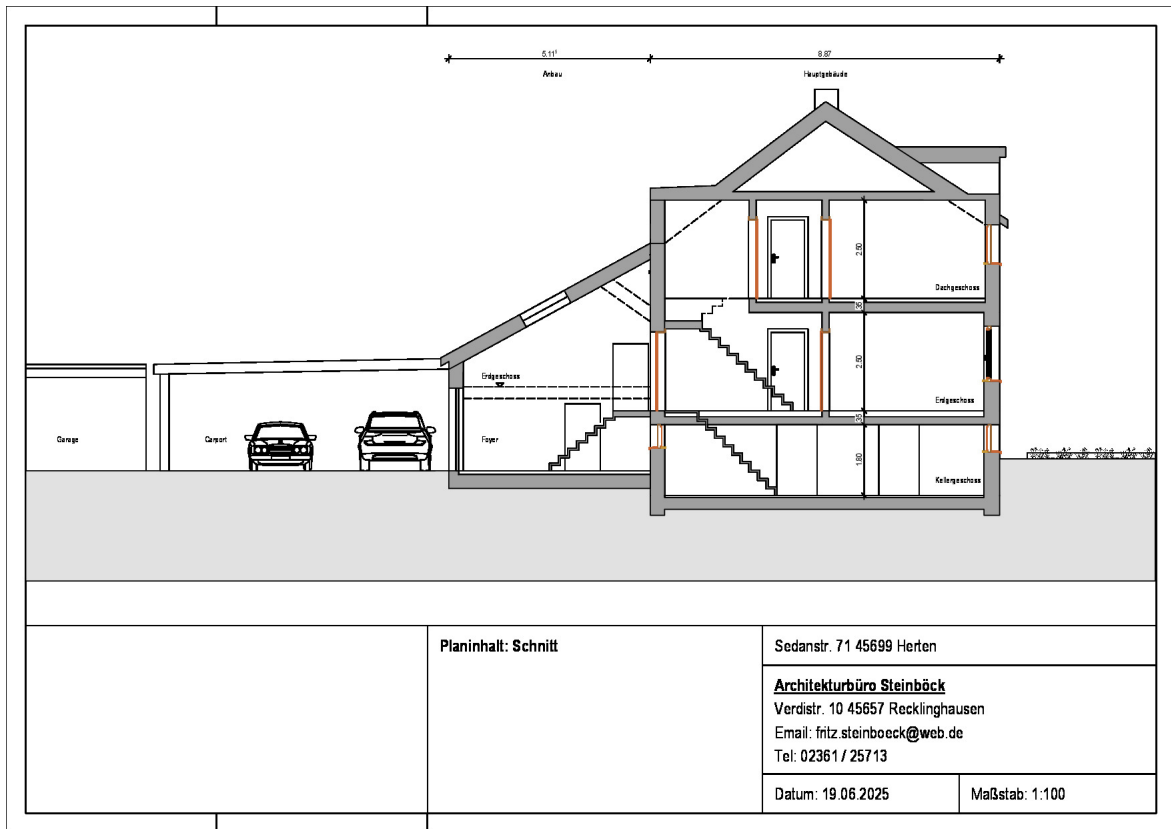 5.11⁵
8.87
Anbau
Hauptgebäude
2.50
Dachgeschoss
35
2.50
Erdgeschoss
Erdgeschoss
35
Garage
Carport
Foyer
1.80
Kellergeschoss
Planinhalt: Schnitt
Sedanstr. 71 45699 Herten
Architekturbüro Steinböck
Verdistr. 10 45657 Recklinghausen
Email: fritz.steinboeck@web.de
Tel: 02361 / 25713
Datum: 19.06.2025
Maßstab: 1:100